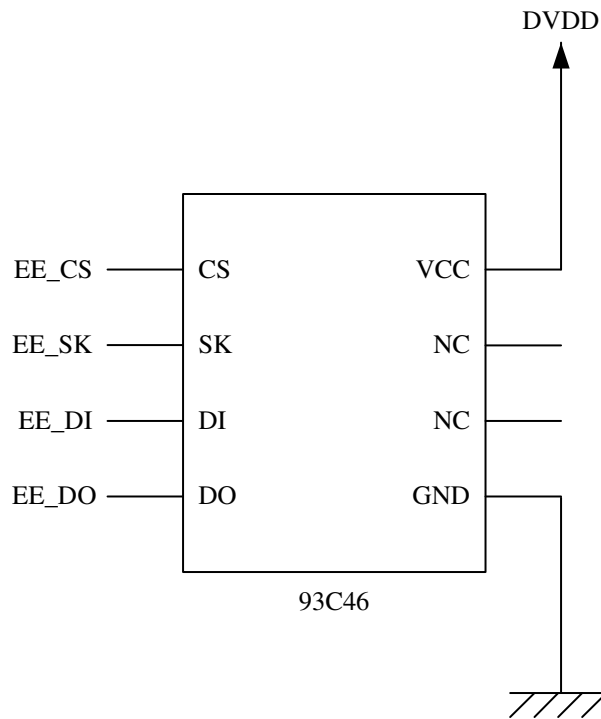 DVDD
EE_CS CS VCC
EE_SK SK NC
EE_DI DI NC
EE_DO DO GND
93C46